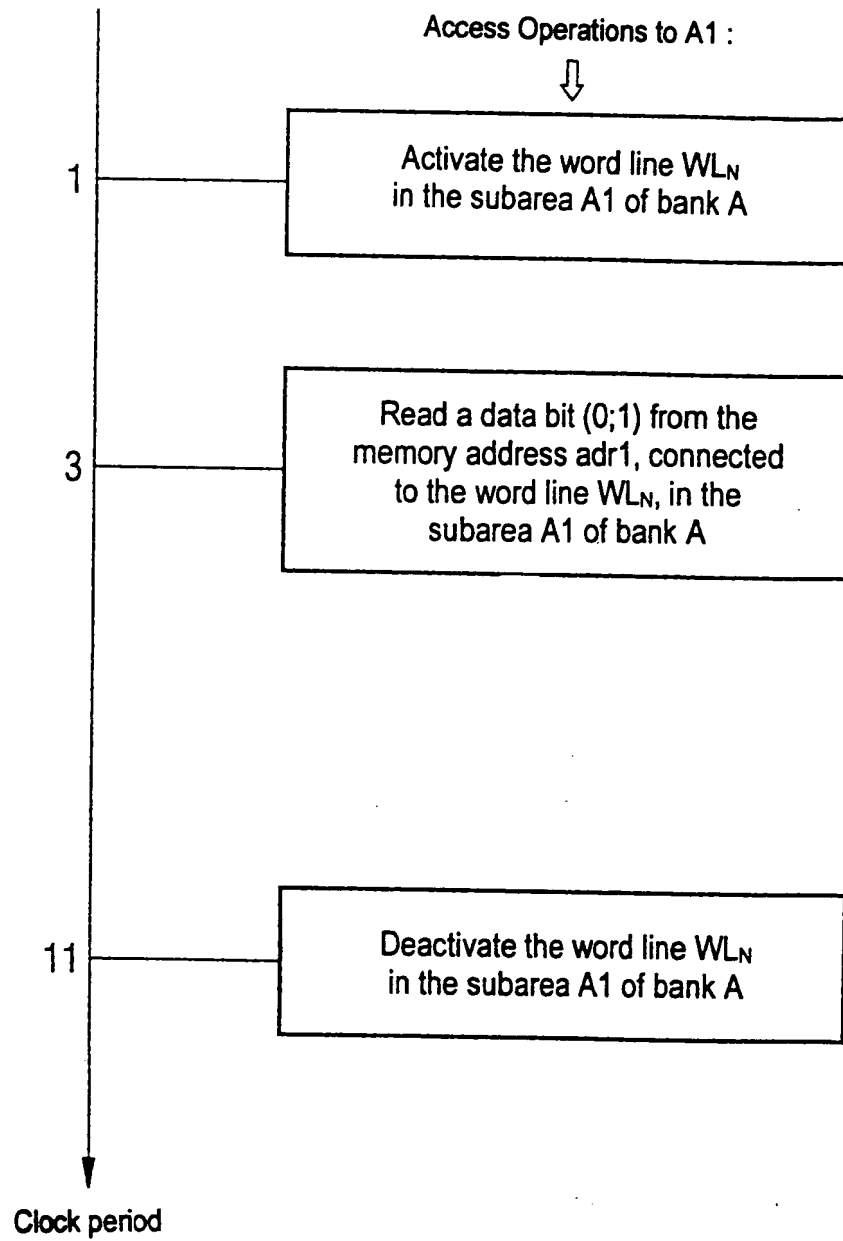 Access Operations to A1 :
1
Activate the word line WLN
in the subarea A1 of bank A
3
Read a data bit (0;1) from the
memory address adr1, connected
to the word line WLN, in the
subarea A1 of bank A
11
Deactivate the word line WLN
in the subarea A1 of bank A
Clock period